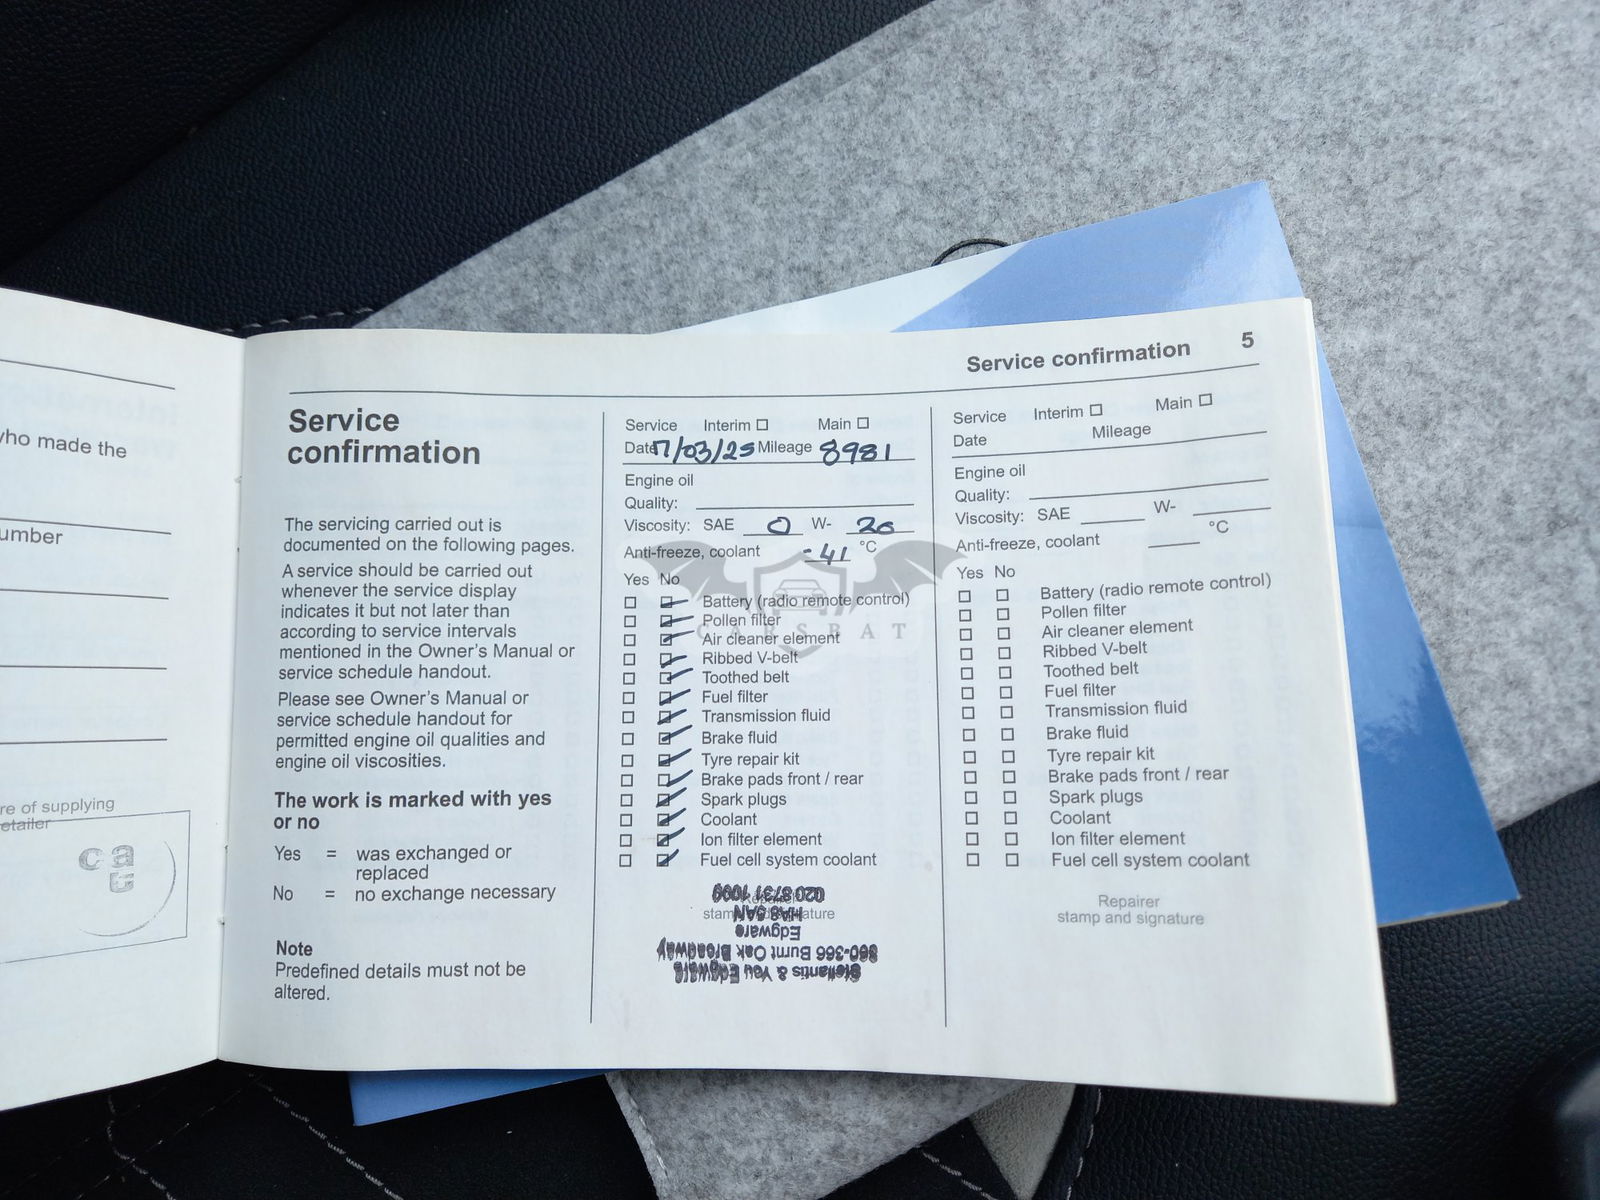 who made the
umber
re of supplying
etailer
ca
t
Service confirmation 5
Service
confirmation
The servicing carried out is
documented on the following pages.
A service should be carried out
whenever the service display
indicates it but not later than
according to service intervals
mentioned in the Owner's Manual or
service schedule handout.
Please see Owner's Manual or
service schedule handout for
permitted engine oil qualities and
engine oil viscosities.
The work is marked with yes
or no
Yes = was exchanged or
replaced
No = no exchange necessary
Note
Predefined details must not be
altered.
Service Interim Main
Date 17/03/25 Mileage 8981
Engine oil
Quality:
Viscosity: SAE 0 W- 20
Anti-freeze, coolant -41 °C
Yes No
Battery (radio remote control)
Pollen filter
Air cleaner element
Ribbed V-belt
Toothed belt
Fuel filter
Transmission fluid
Brake fluid
Tyre repair kit
Brake pads front / rear
Spark plugs
Coolant
Ion filter element
Fuel cell system coolant
Repairer
stamp and signature
Stellantis & You Edgware
360-366 Burnt Oak Broadway
Edgware
HA8 5AN
020 8731 1000
Service Interim Main
Date Mileage
Engine oil
Quality:
Viscosity: SAE W-
Anti-freeze, coolant °C
Yes No
Battery (radio remote control)
Pollen filter
Air cleaner element
Ribbed V-belt
Toothed belt
Fuel filter
Transmission fluid
Brake fluid
Tyre repair kit
Brake pads front / rear
Spark plugs
Coolant
Ion filter element
Fuel cell system coolant
Repairer
stamp and signature
CARSBAT